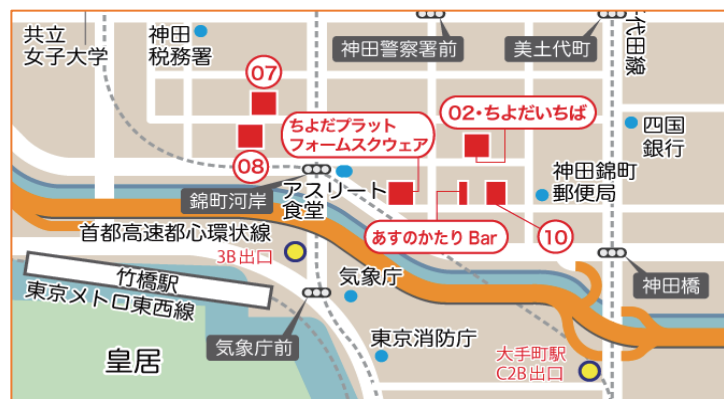 共立
女子大学
神田
税務署
神田警察署前
美土代町
千代田線
07
08
ちよだプラット
フォームスクウェア
02・ちよだいちば
四国
銀行
神田錦町
郵便局
錦町河岸
アスリート
食堂
あすのかたり Bar
10
首都高速都心環状線
3B出口
竹橋駅
東京メトロ東西線
気象庁
神田橋
気象庁前
東京消防庁
大手町駅
C2B出口
皇居